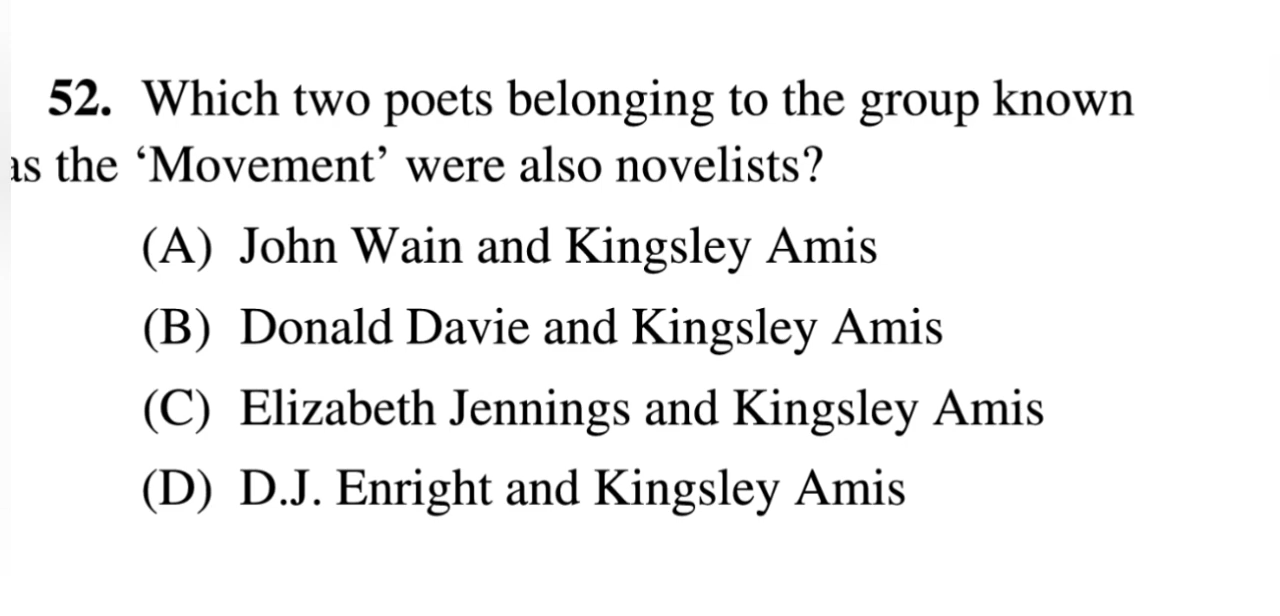 52. Which two poets belonging to the group known
as the ‘Movement’ were also novelists?
(A) John Wain and Kingsley Amis
(B) Donald Davie and Kingsley Amis
(C) Elizabeth Jennings and Kingsley Amis
(D) D.J. Enright and Kingsley Amis